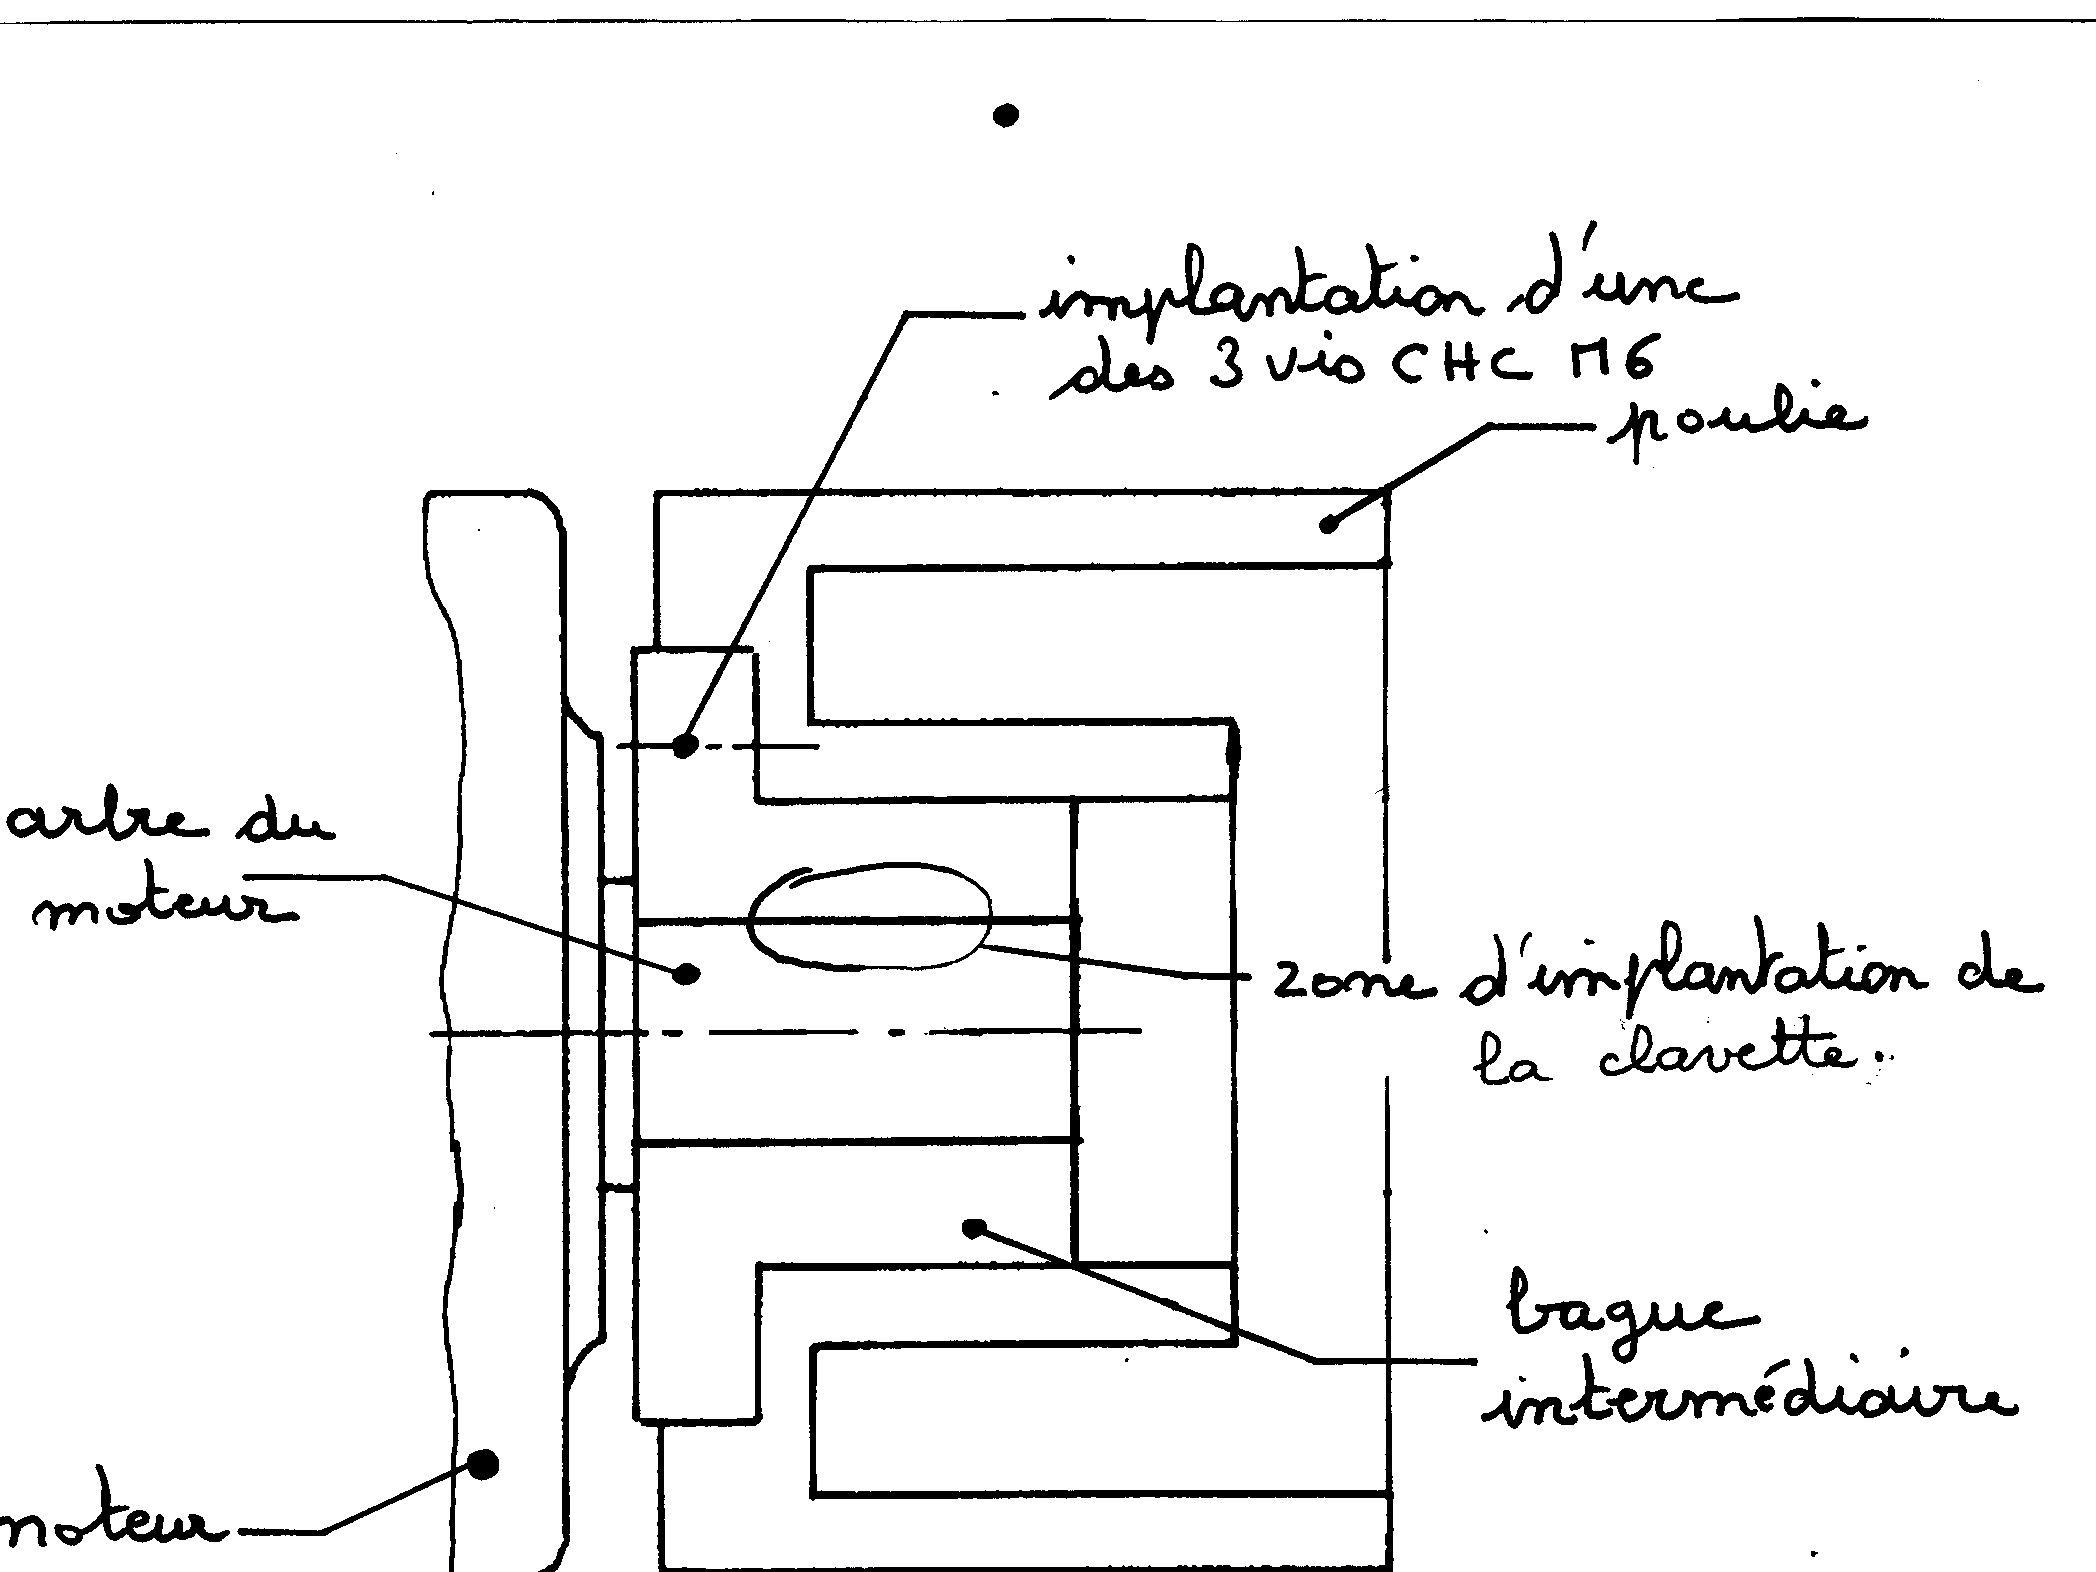 implantation d'une
des 3 vis CHC M6
poulie
arbre du
moteur
zone d'implantation de
la clavette.
bague
intermédiaire
moteur